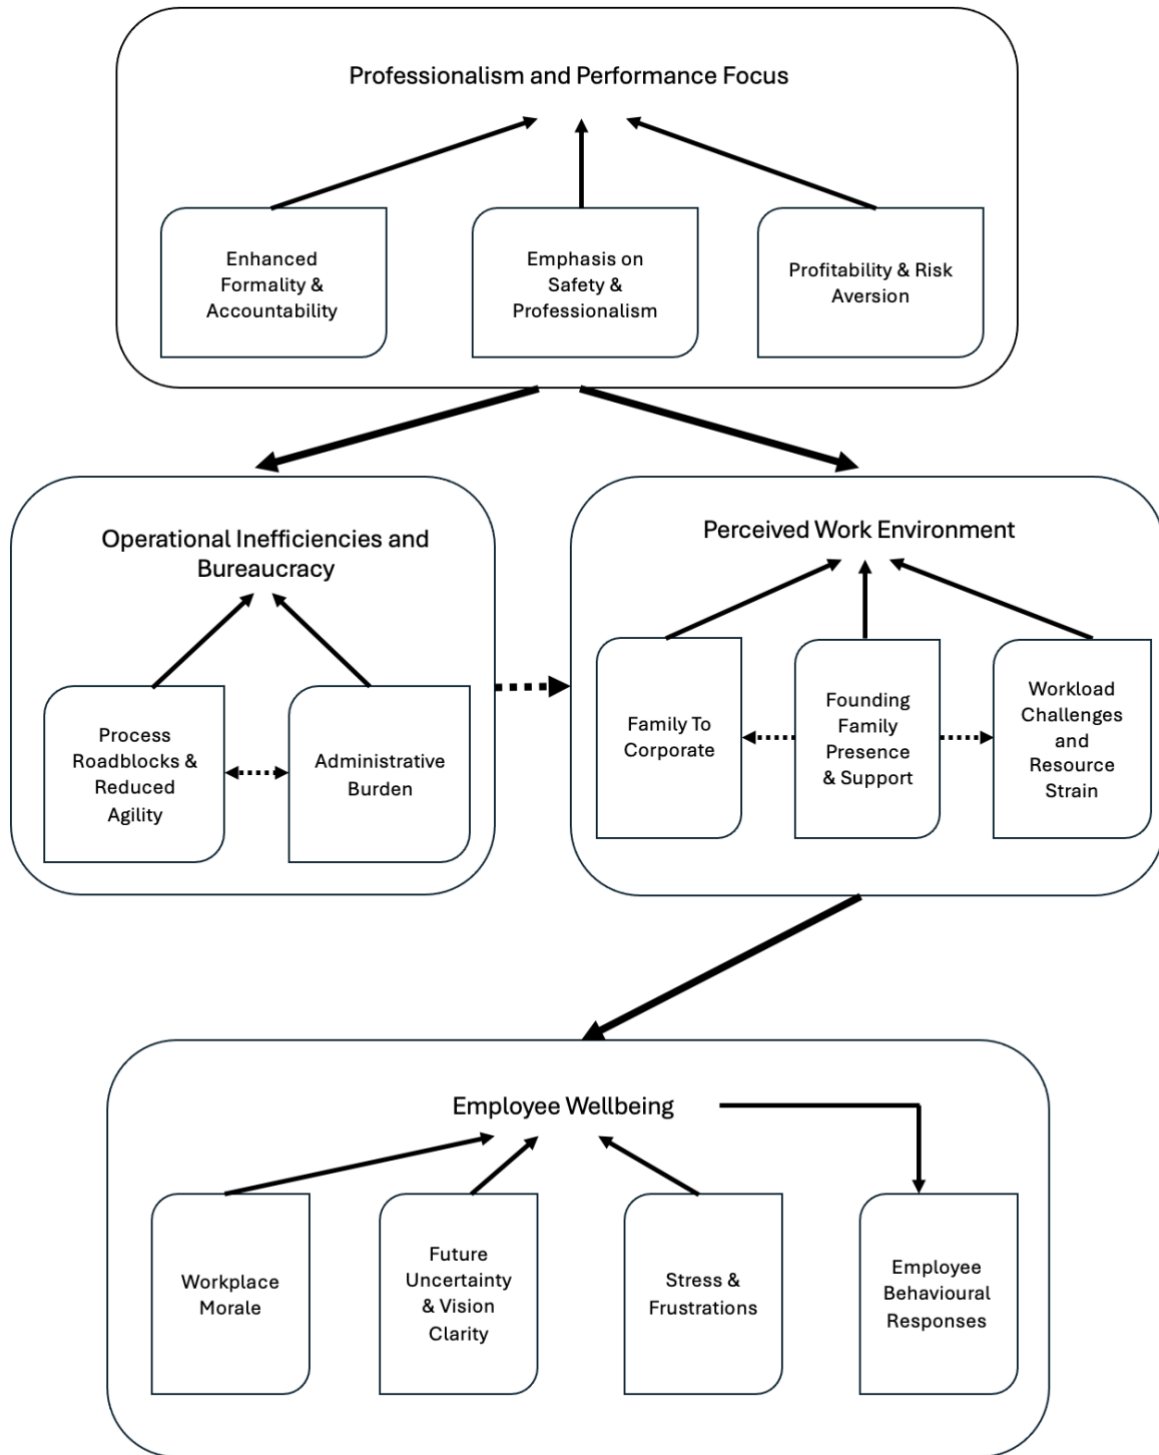 Professionalism and Performance Focus
Enhanced
Formality &
Accountability
Emphasis on
Safety &
Professionalism
Profitability & Risk
Aversion
Operational Inefficiencies and
Bureaucracy
Process
Roadblocks &
Reduced
Agility
Administrative
Burden
Perceived Work Environment
Family To
Corporate
Founding
Family
Presence
& Support
Workload
Challenges
and
Resource
Strain
Employee Wellbeing
Workplace
Morale
Future
Uncertainty
& Vision
Clarity
Stress &
Frustrations
Employee
Behavioural
Responses